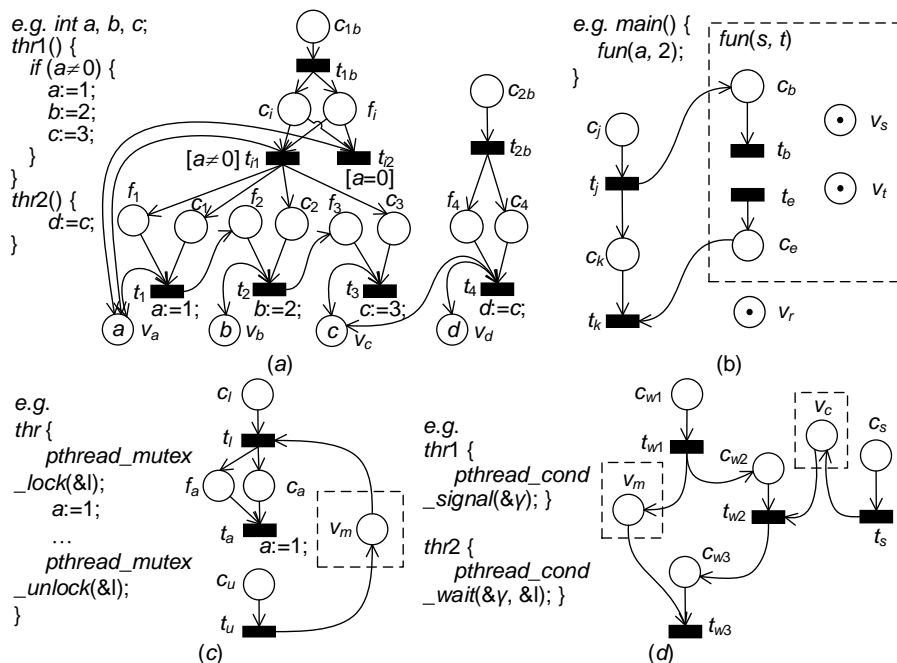 e.g. int a, b, c;
thr1() {
if (a≠0) {
a:=1;
b:=2;
c:=3;
}
}
thr2() {
d:=c;
}
c1b
t1b
ci
fi
[a≠0] ti1
ti2
[a=0]
f1
c1
f2
c2
f3
c3
t1
a:=1;
t2
b:=2;
t3
c:=3;
a
va
b
vb
c
vc
c2b
t2b
f4
c4
t4
d:=c;
d
vd
(a)
e.g. main() {
fun(a, 2);
}
fun(s, t)
cj
tj
ck
tk
cb
tb
te
ce
vs
vt
vr
(b)
e.g.
thr {
pthread_mutex
_lock(&l);
a:=1;
…
pthread_mutex
_unlock(&l);
}
cl
tl
fa
ca
ta
a:=1;
vm
cu
tu
(c)
e.g.
thr1 {
pthread_cond
_signal(&γ); }
thr2 {
pthread_cond
_wait(&γ, &l); }
cw1
tw1
vm
cw2
tw2
cw3
tw3
vc
cs
ts
(d)